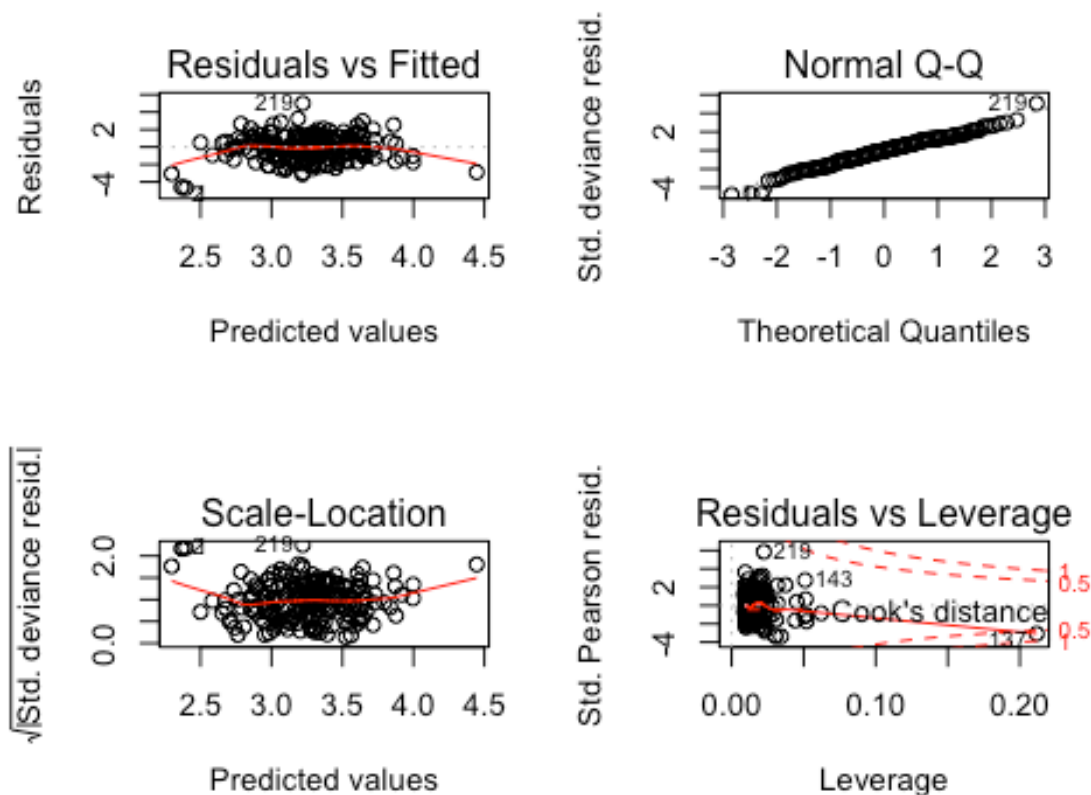 Residuals vs Fitted
Residuals
219
2
-4
2.5 3.0 3.5 4.0 4.5
Predicted values
Normal Q-Q
Std. deviance resid.
219
2
-4
-3 -2 -1 0 1 2 3
Theoretical Quantiles
Scale-Location
√|Std. deviance resid.|
219
2.0
0.0
2.5 3.0 3.5 4.0 4.5
Predicted values
Residuals vs Leverage
Std. Pearson resid.
219
143
2
-4
Cook's distance
137
1
0.5
0.5
1
0.00 0.10 0.20
Leverage